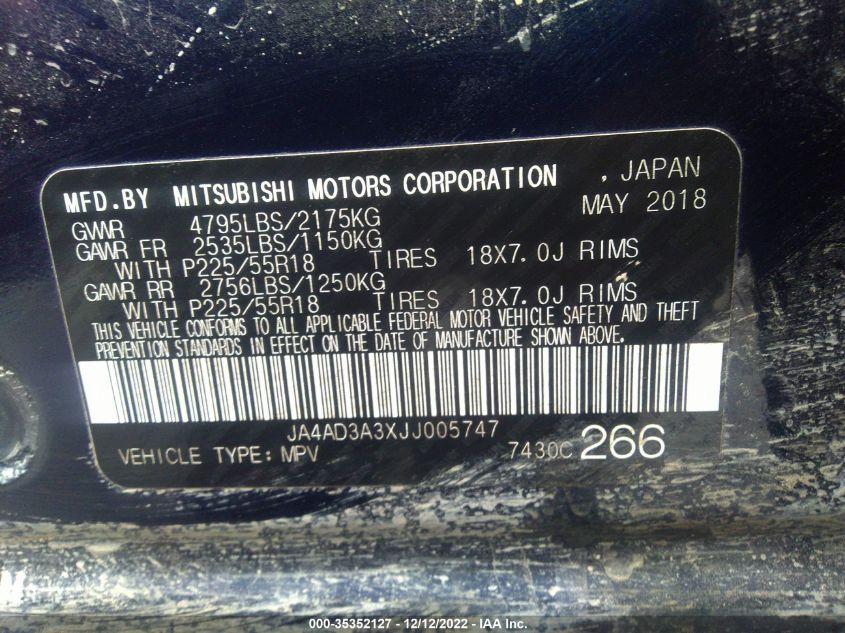 MFD.BY MITSUBISHI MOTORS CORPORATION , JAPAN
MAY 2018
GWWR 4795LBS/2175KG
GAWR FR 2535LBS/1150KG
WITH P225/55R18 TIRES 18X7.0J RIMS
GAWR RR 2756LBS/1250KG
WITH P225/55R18 TIRES 18X7.0J RIMS
THIS VEHICLE CONFORMS TO ALL APPLICABLE FEDERAL MOTOR VEHICLE SAFETY AND THEFT
PREVENTION STANDARDS IN EFFECT ON THE DATE OF MANUFACTURE SHOWN ABOVE.
JA4AD3A3XJJ005747
VEHICLE TYPE: MPV 7430C 266
000-35352127 - 12/12/2022 - IAA Inc.